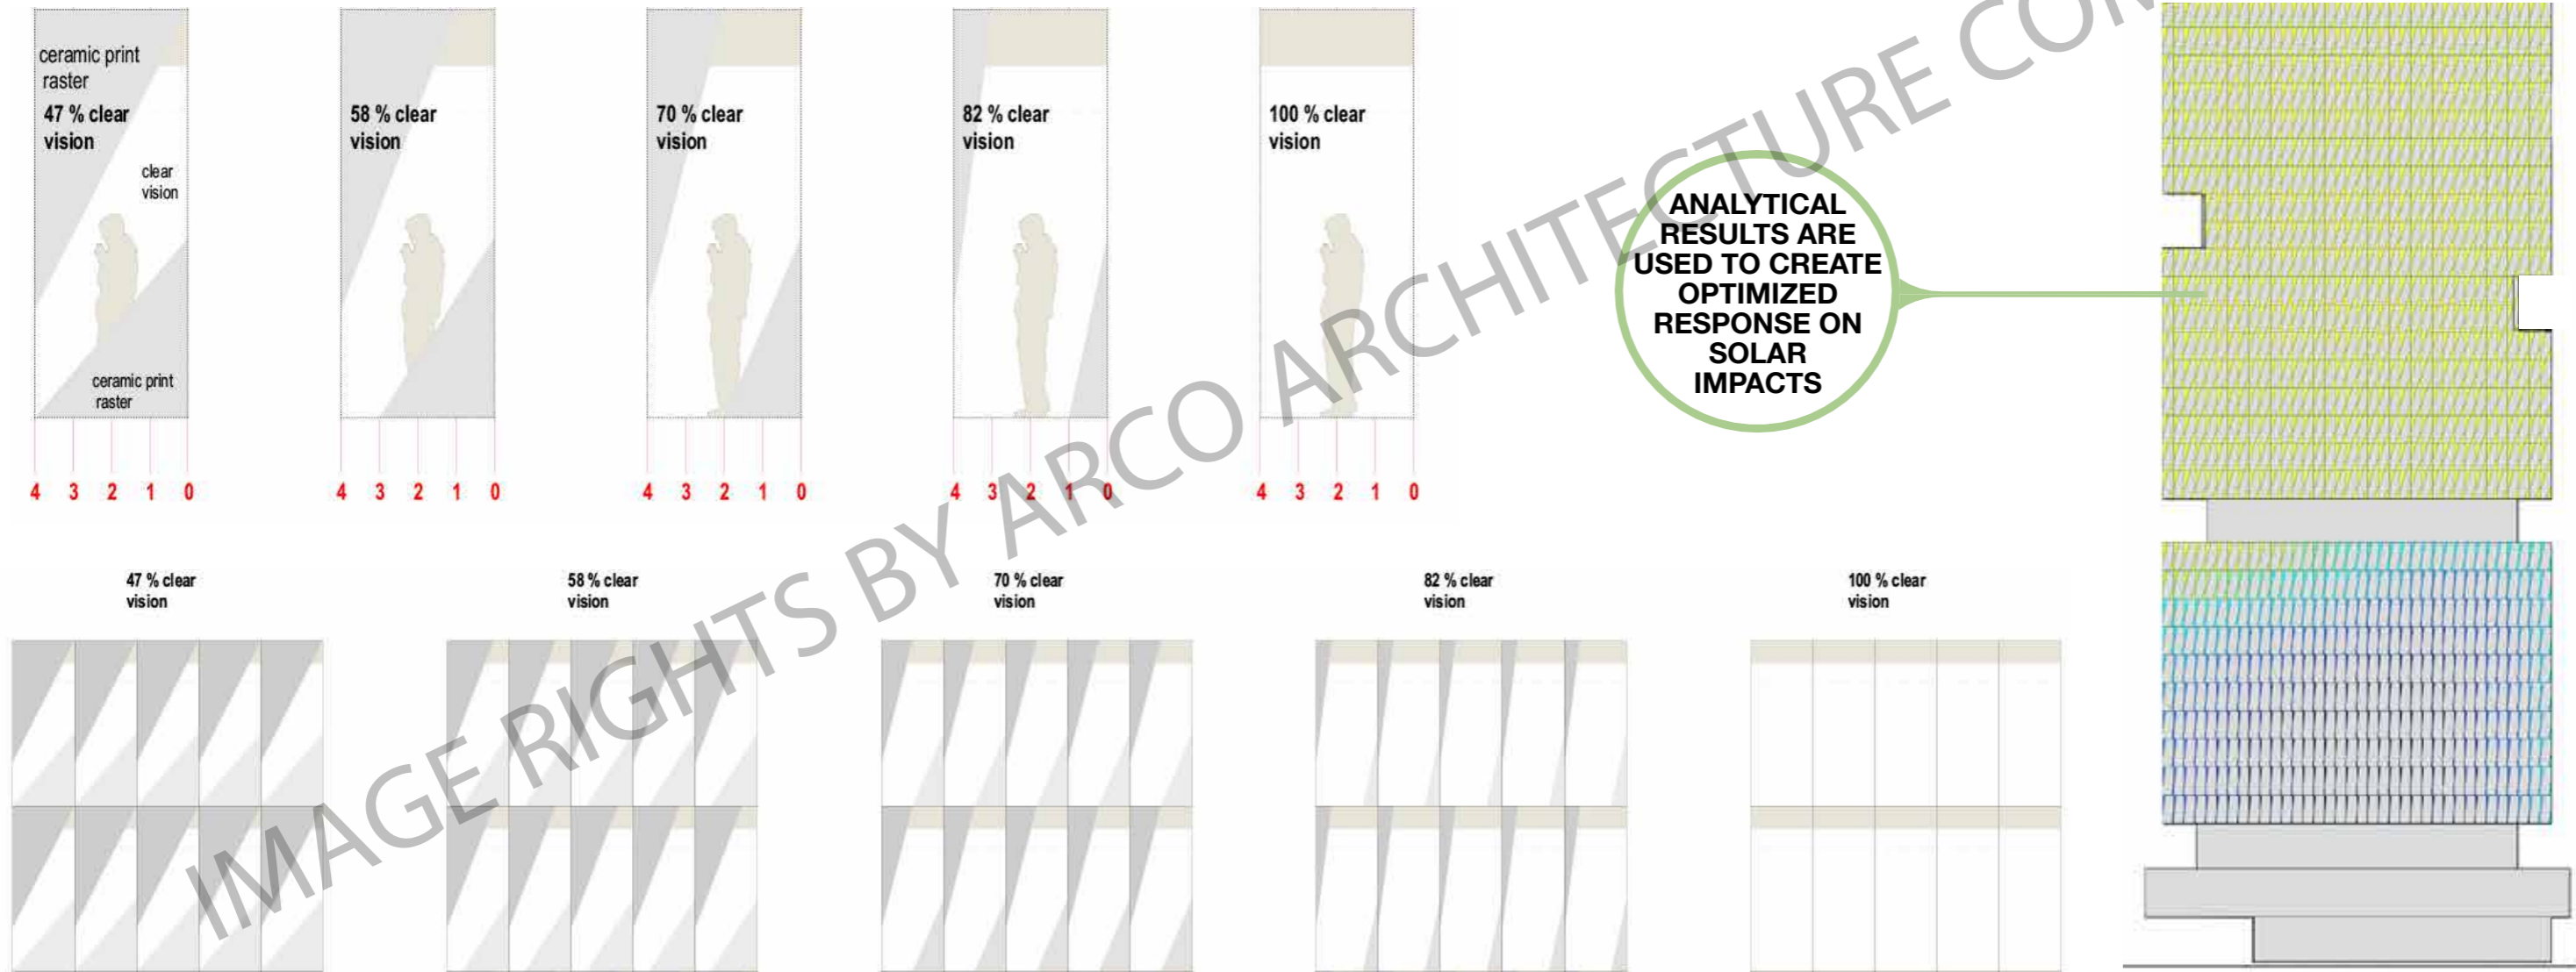 ceramic print
raster
47 % clear
vision
clear
vision
ceramic print
raster
4 3 2 1 0
58 % clear
vision
4 3 2 1 0
70 % clear
vision
4 3 2 1 0
82 % clear
vision
4 3 2 1 0
100 % clear
vision
4 3 2 1 0
ANALYTICAL
RESULTS ARE
USED TO CREATE
OPTIMIZED
RESPONSE ON
SOLAR
IMPACTS
47 % clear
vision
58 % clear
vision
70 % clear
vision
82 % clear
vision
100 % clear
vision
IMAGE RIGHTS BY ARCO ARCHITECTURE